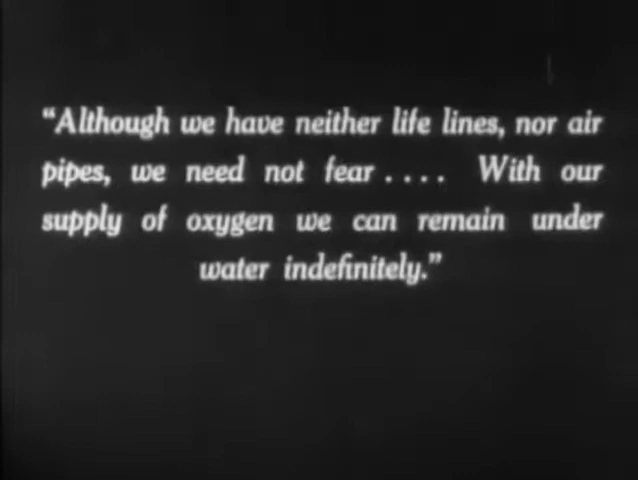 “Although we have neither life lines, nor air
pipes, we need not fear . . . . With our
supply of oxygen we can remain under
water indefinitely.”